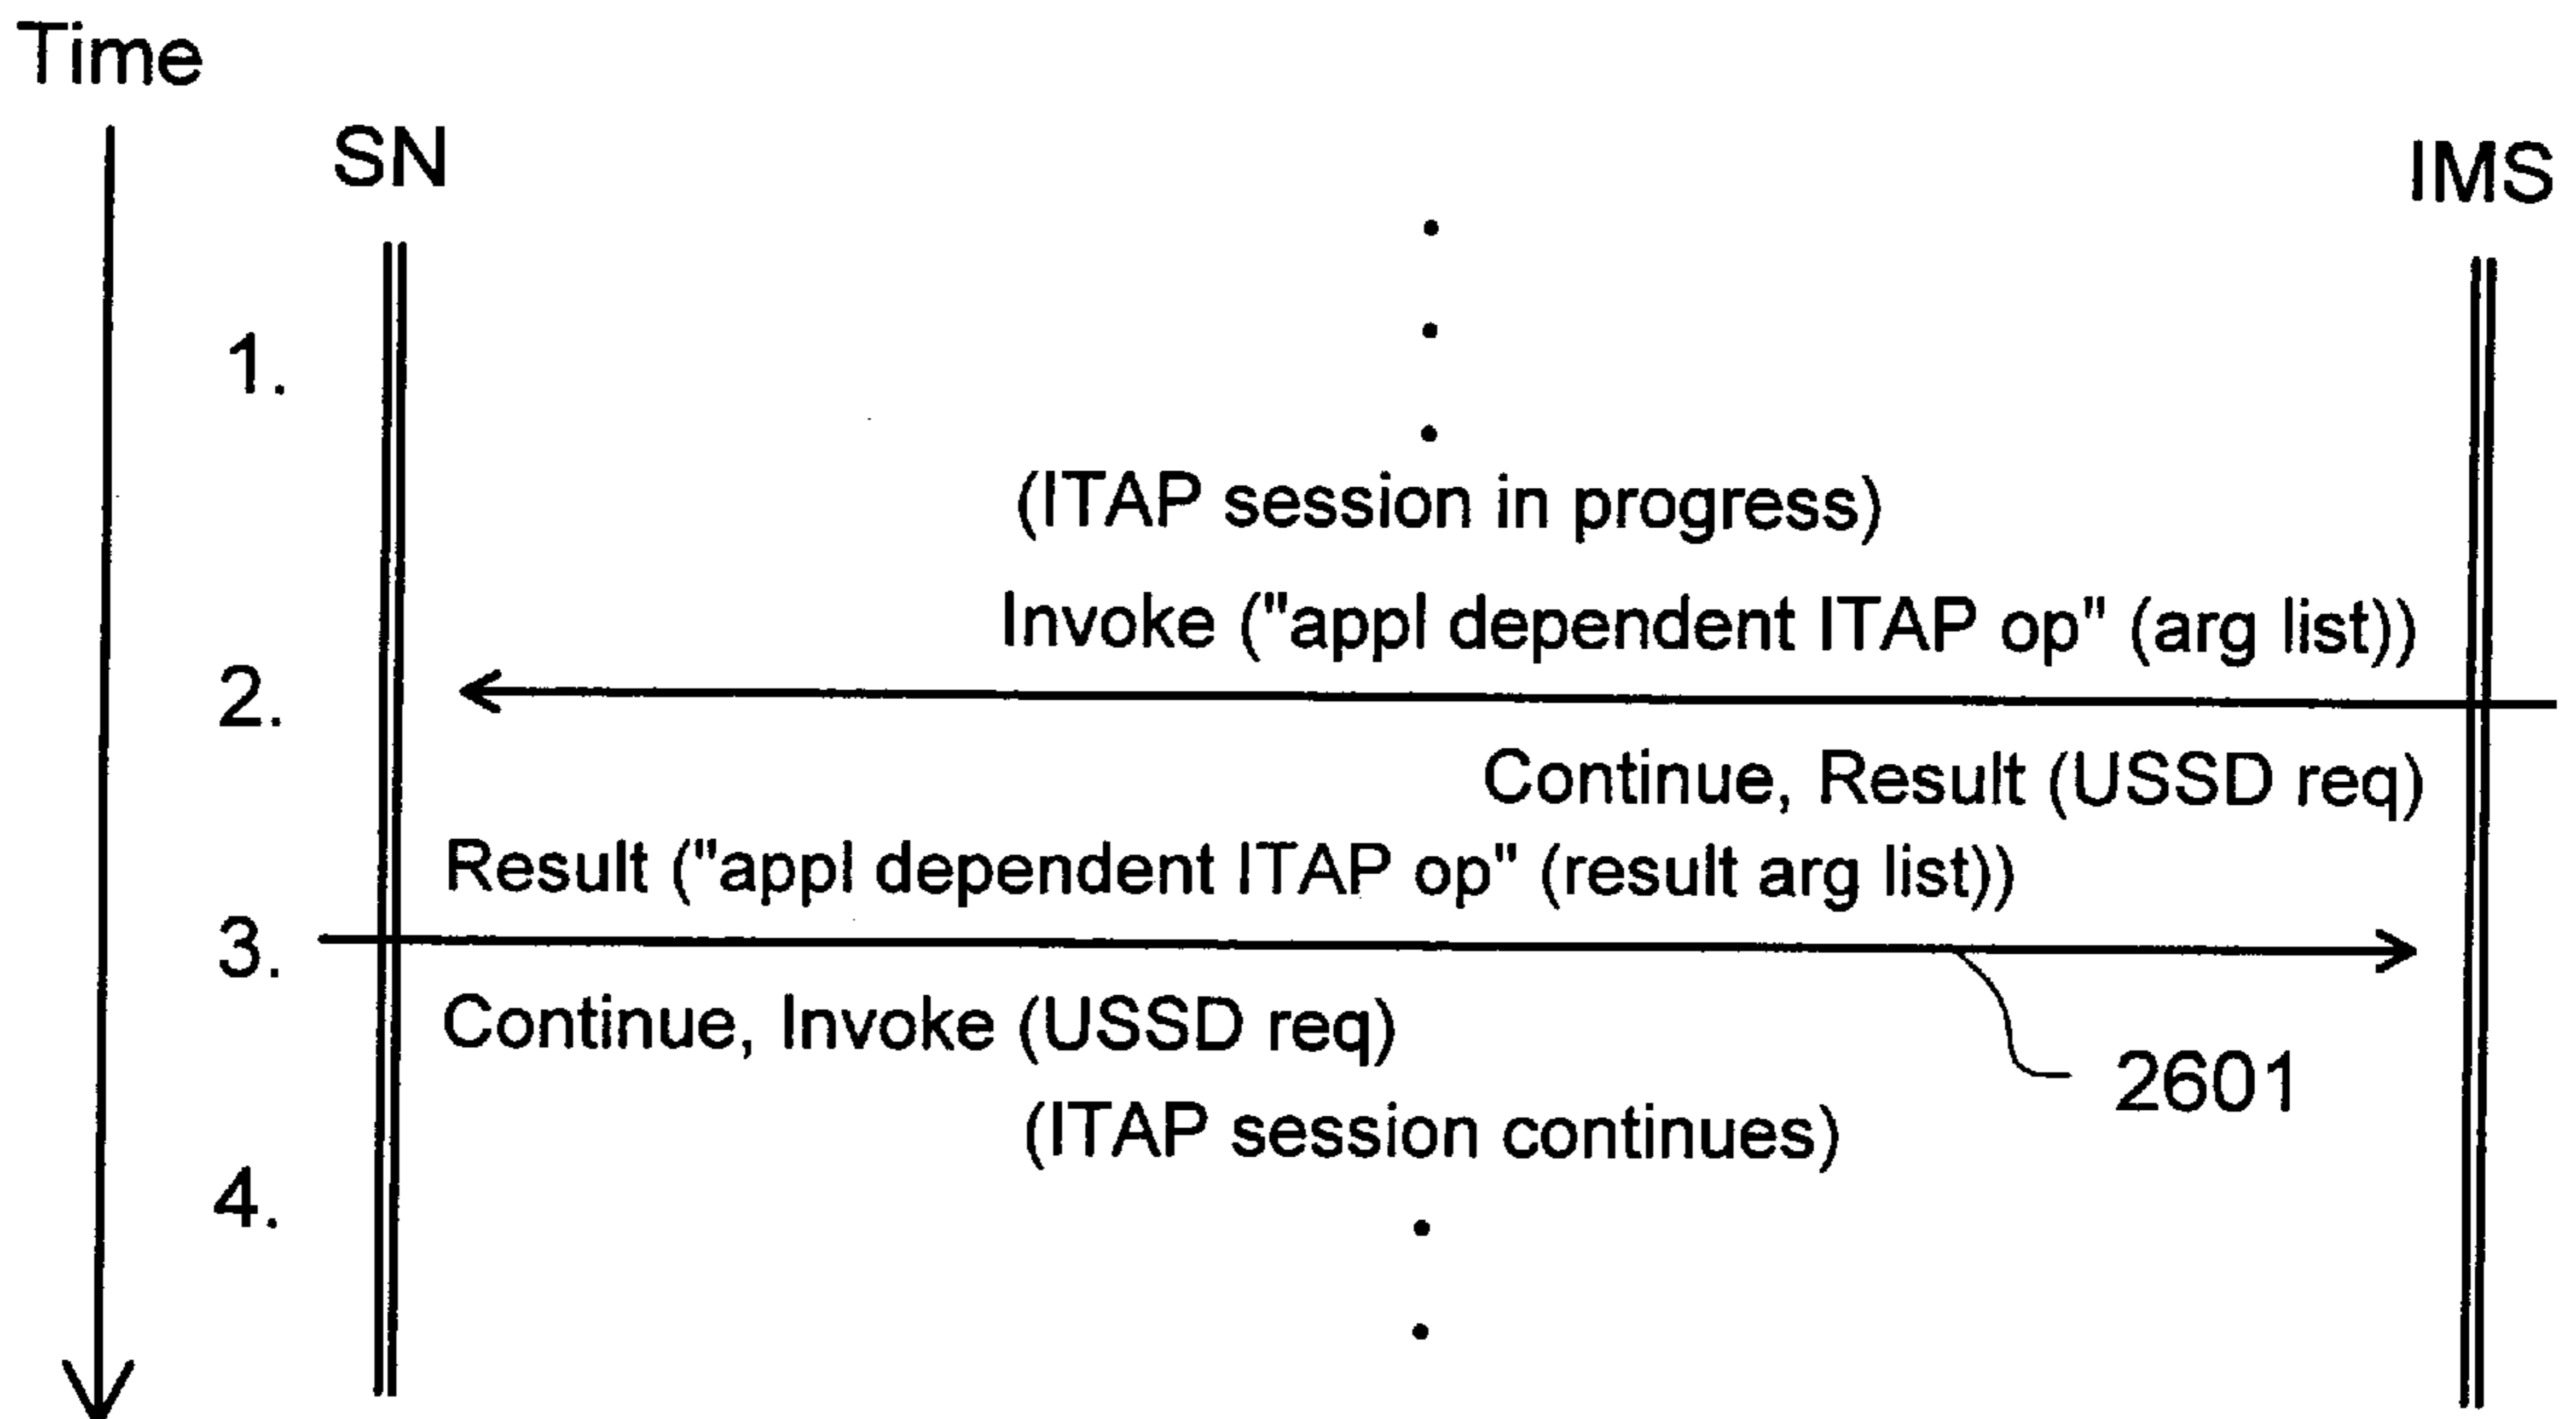 Time
SN
IMS
1.
(ITAP session in progress)
Invoke ("appl dependent ITAP op" (arg list))
2.
Continue, Result (USSD req)
Result ("appl dependent ITAP op" (result arg list))
3.
Continue, Invoke (USSD req)
2601
(ITAP session continues)
4.